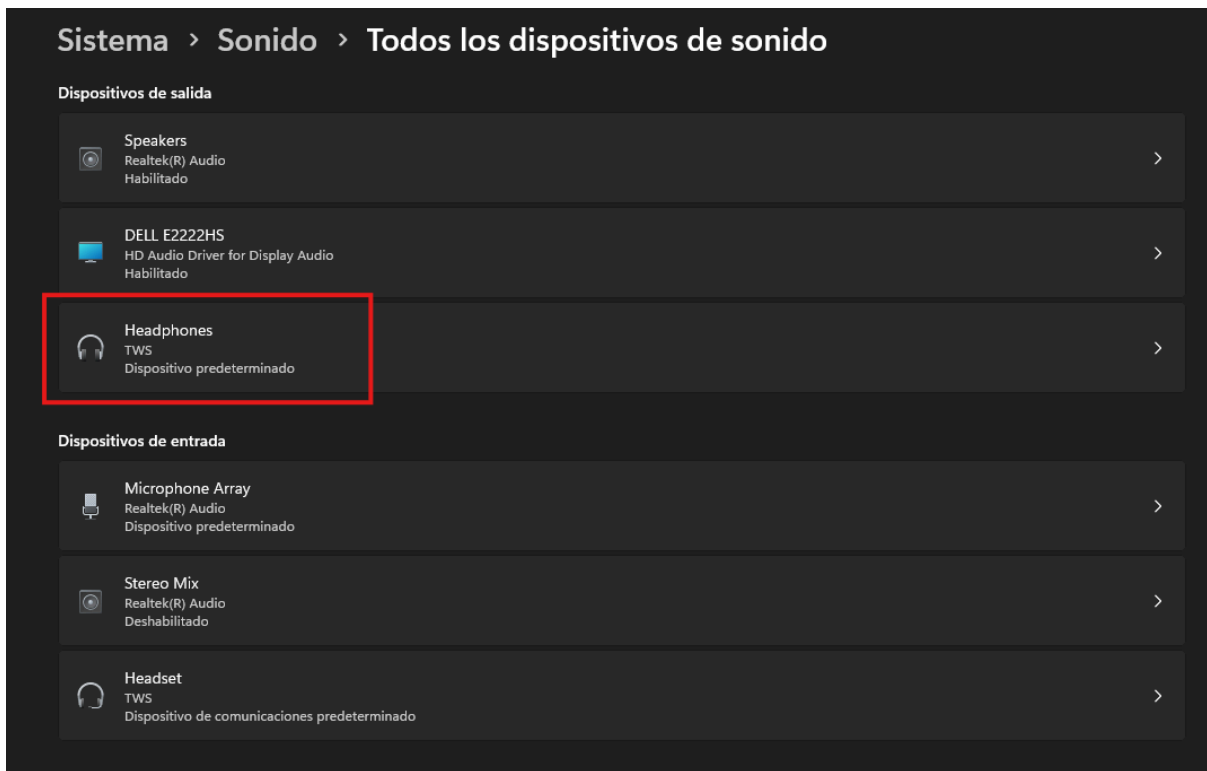 Sistema > Sonido > Todos los dispositivos de sonido
Dispositivos de salida
Speakers
Realtek(R) Audio
Habilitado
DELL E2222HS
HD Audio Driver for Display Audio
Habilitado
Headphones
TWS
Dispositivo predeterminado
Dispositivos de entrada
Microphone Array
Realtek(R) Audio
Dispositivo predeterminado
Stereo Mix
Realtek(R) Audio
Deshabilitado
Headset
TWS
Dispositivo de comunicaciones predeterminado